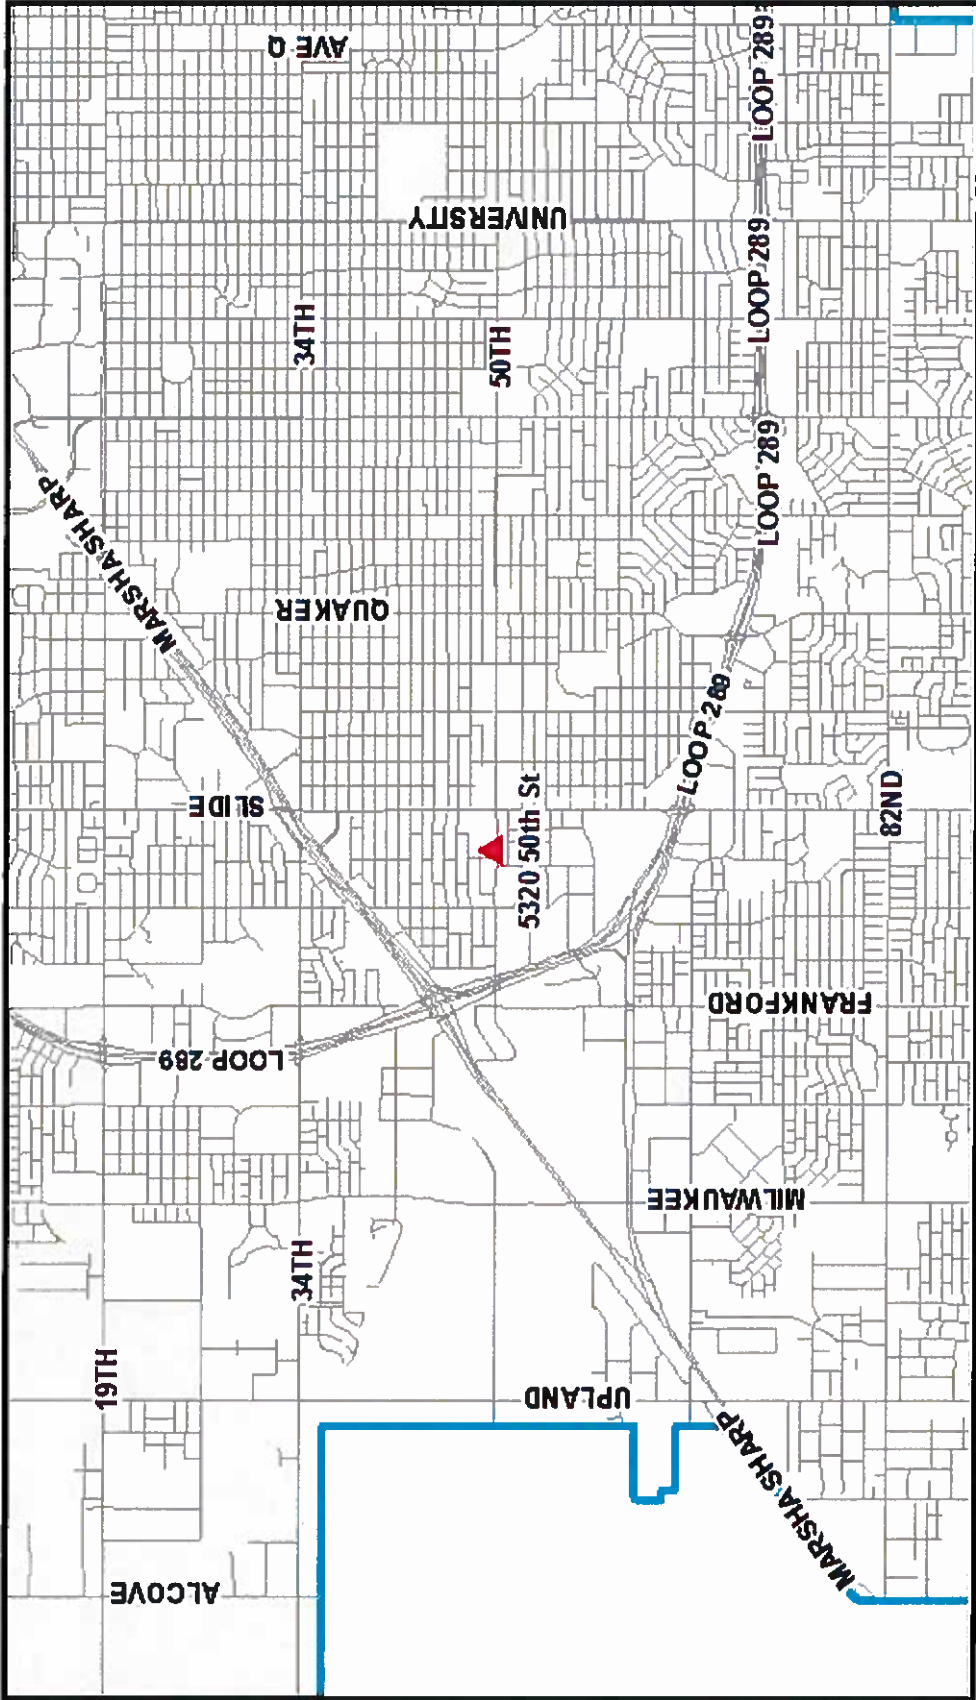 AVE Q
LOOP 289
UNIVERSITY
LOOP 289
34TH
50TH
LOOP 289
MARSHA SHARP
QUAKER
LOOP 289
SLIDE
5320 50th St
82ND
FRANKFORD
LOOP 289
MILWAUKEE
34TH
19TH
UPLAND
MARSHA SHARP
ALCOVE